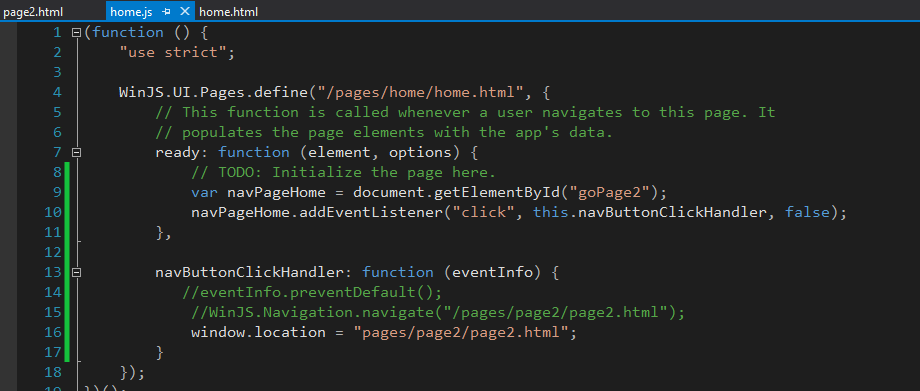 page2.html home.js home.html
1 (function () {
2 "use strict";
3
4 WinJS.UI.Pages.define("/pages/home/home.html", {
5 // This function is called whenever a user navigates to this page. It
6 // populates the page elements with the app's data.
7 ready: function (element, options) {
8 // TODO: Initialize the page here.
9 var navPageHome = document.getElementById("goPage2");
10 navPageHome.addEventListener("click", this.navButtonClickHandler, false);
11 },
12
13 navButtonClickHandler: function (eventInfo) {
14 //eventInfo.preventDefault();
15 //WinJS.Navigation.navigate("/pages/page2/page2.html");
16 window.location = "pages/page2/page2.html";
17 }
18 });
19 })();